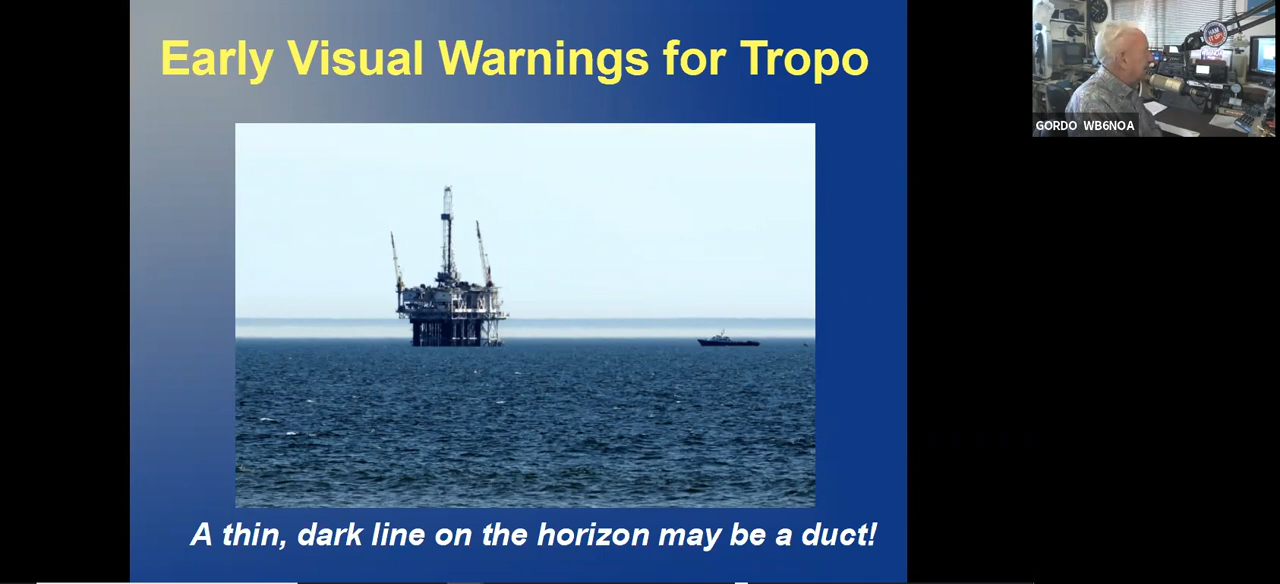 Early Visual Warnings for Tropo
GORDO WB6NOA
A thin, dark line on the horizon may be a duct!